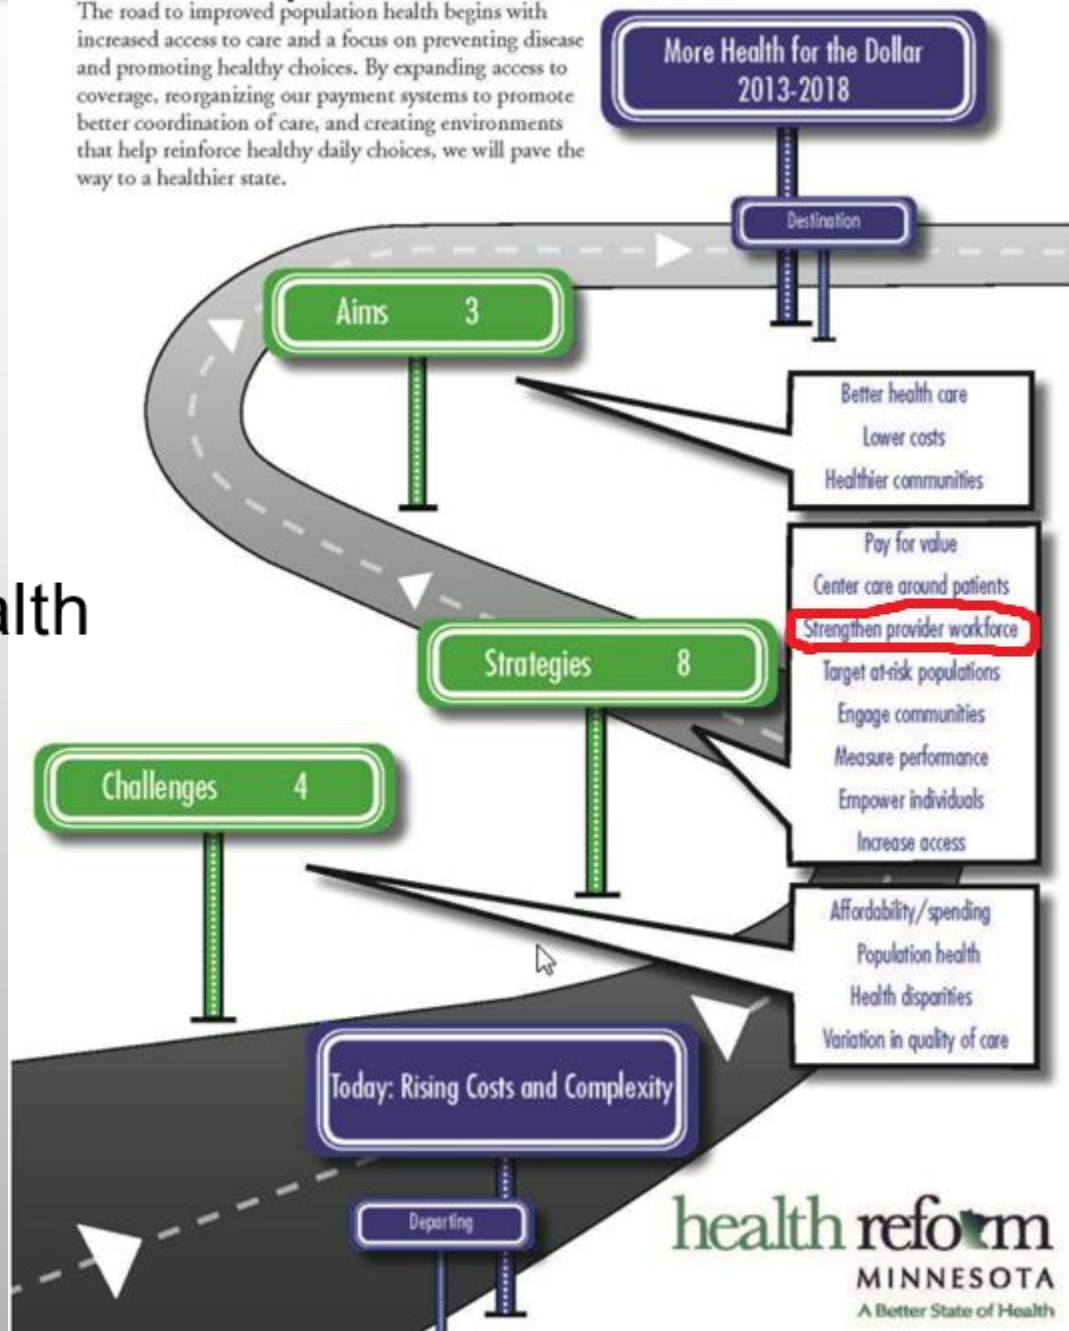 The road to improved population health begins with
increased access to care and a focus on preventing disease
and promoting healthy choices. By expanding access to
coverage, reorganizing our payment systems to promote
better coordination of care, and creating environments
that help reinforce healthy daily choices, we will pave the
way to a healthier state.
More Health for the Dollar
2013-2018
Destination
Aims 3
Better health care
Lower costs
Healthier communities
alth
Strategies 8
Pay for value
Center care around patients
Strengthen provider workforce
Target at-risk populations
Engage communities
Measure performance
Empower individuals
Increase access
Challenges 4
Affordability/spending
Population health
Health disparities
Variation in quality of care
Today: Rising Costs and Complexity
Departing
health reform
MINNESOTA
A Better State of Health